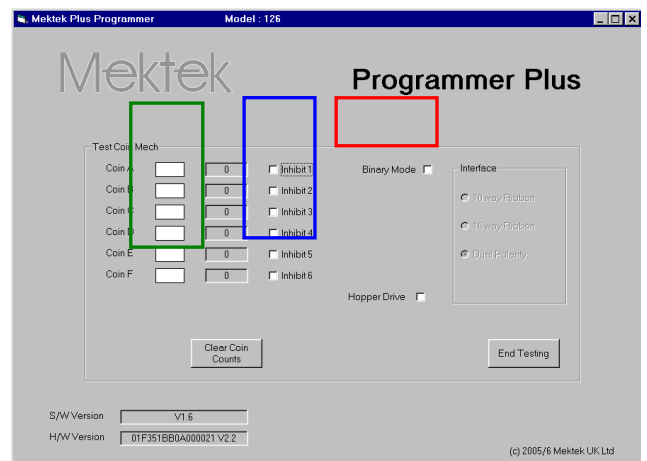 Mektek Plus Programmer Model : 126
Mektek
Programmer Plus
Test Coin Mech
Coin A 0 Inhibit 1
Coin B 0 Inhibit 2
Coin C 0 Inhibit 3
Coin D 0 Inhibit 4
Coin E 0 Inhibit 5
Coin F 0 Inhibit 6
Binary Mode
Hopper Drive
Interface
10 way Ribbon
16 way Ribbon
Dual Polarity
Clear Coin
Counts
End Testing
S/W Version V1.6
H/W Version 01F351BB0A000021 V2.2
(c) 2005/6 Mektek UK Ltd